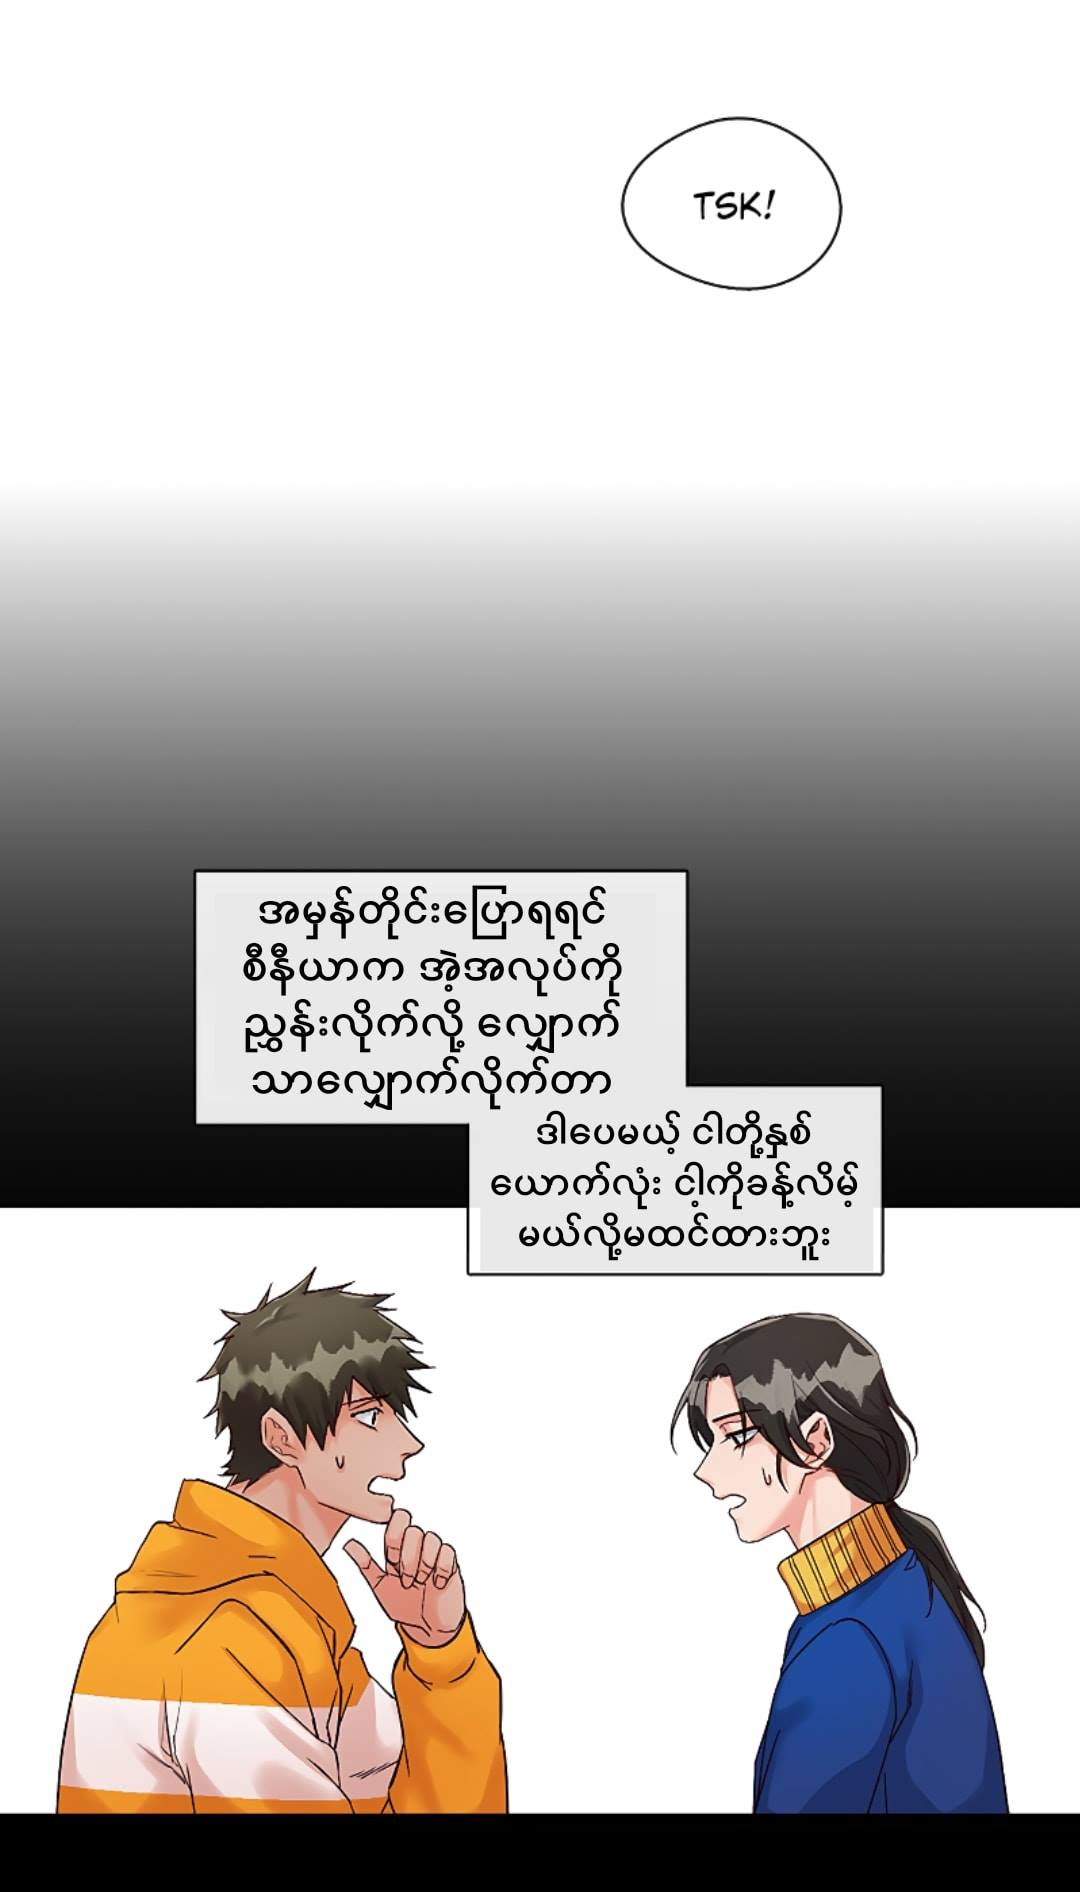 TSK!
အမှန်တိုင်းပြောရရင်
စီနီယာက အဲ့အလုပ်ကို
ညွှန်းလိုက်လို့ လျှောက်
သာလျှောက်လိုက်တာ
ဒါပေမယ့် ငါတို့နှစ်
ယောက်လုံး ငါ့ကိုခန့်လိမ့်
မယ်လို့မထင်ထားဘူး